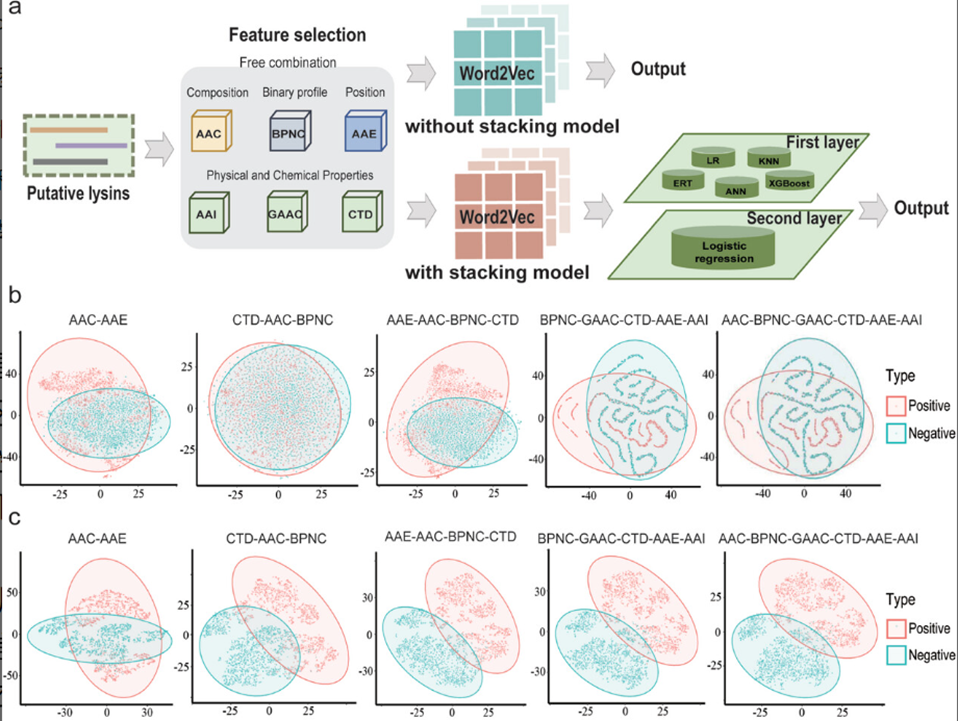 a
Feature selection
Free combination
Composition
Binary profile
Position
AAC
BPNC
AAE
Physical and Chemical Properties
AAI
GAAC
CTD
Putative lysins
Word2Vec
Output
without stacking model
Word2Vec
with stacking model
First layer
LR
KNN
ERT
ANN
XGBoost
Second layer
Logistic
regression
Output
b
AAC-AAE
CTD-AAC-BPNC
AAE-AAC-BPNC-CTD
BPNC-GAAC-CTD-AAE-AAI
AAC-BPNC-GAAC-CTD-AAE-AAI
40
0
-40
-25 0 25
25
0
-25
-25 0 25
25
0
-25
-25 0 25
40
0
-40
-40 0 40
40
0
-40
-40 0 40
Type
Positive
Negative
c
AAC-AAE
CTD-AAC-BPNC
AAE-AAC-BPNC-CTD
BPNC-GAAC-CTD-AAE-AAI
AAC-BPNC-GAAC-CTD-AAE-AAI
50
0
-50
-30 0 30
25
0
-25
-25 0 25
30
0
-30
-25 0 25
30
0
-30
-25 0 25
25
0
-25
-25 0 25
Type
Positive
Negative